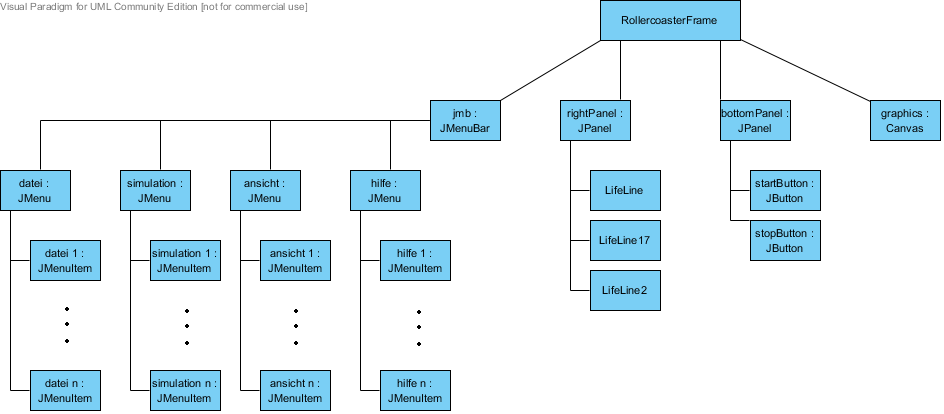 Visual Paradigm for UML Community Edition [not for commercial use]
RollercoasterFrame
jmb :
JMenuBar
rightPanel :
JPanel
bottomPanel :
JPanel
graphics :
Canvas
datei :
JMenu
simulation :
JMenu
ansicht :
JMenu
hilfe :
JMenu
LifeLine
startButton :
JButton
LifeLine17
stopButton :
JButton
datei 1 :
JMenuItem
simulation 1 :
JMenuItem
ansicht 1 :
JMenuItem
hilfe 1 :
JMenuItem
LifeLine2
datei n :
JMenuItem
simulation n :
JMenuItem
ansicht n :
JMenuItem
hilfe n :
JMenuItem